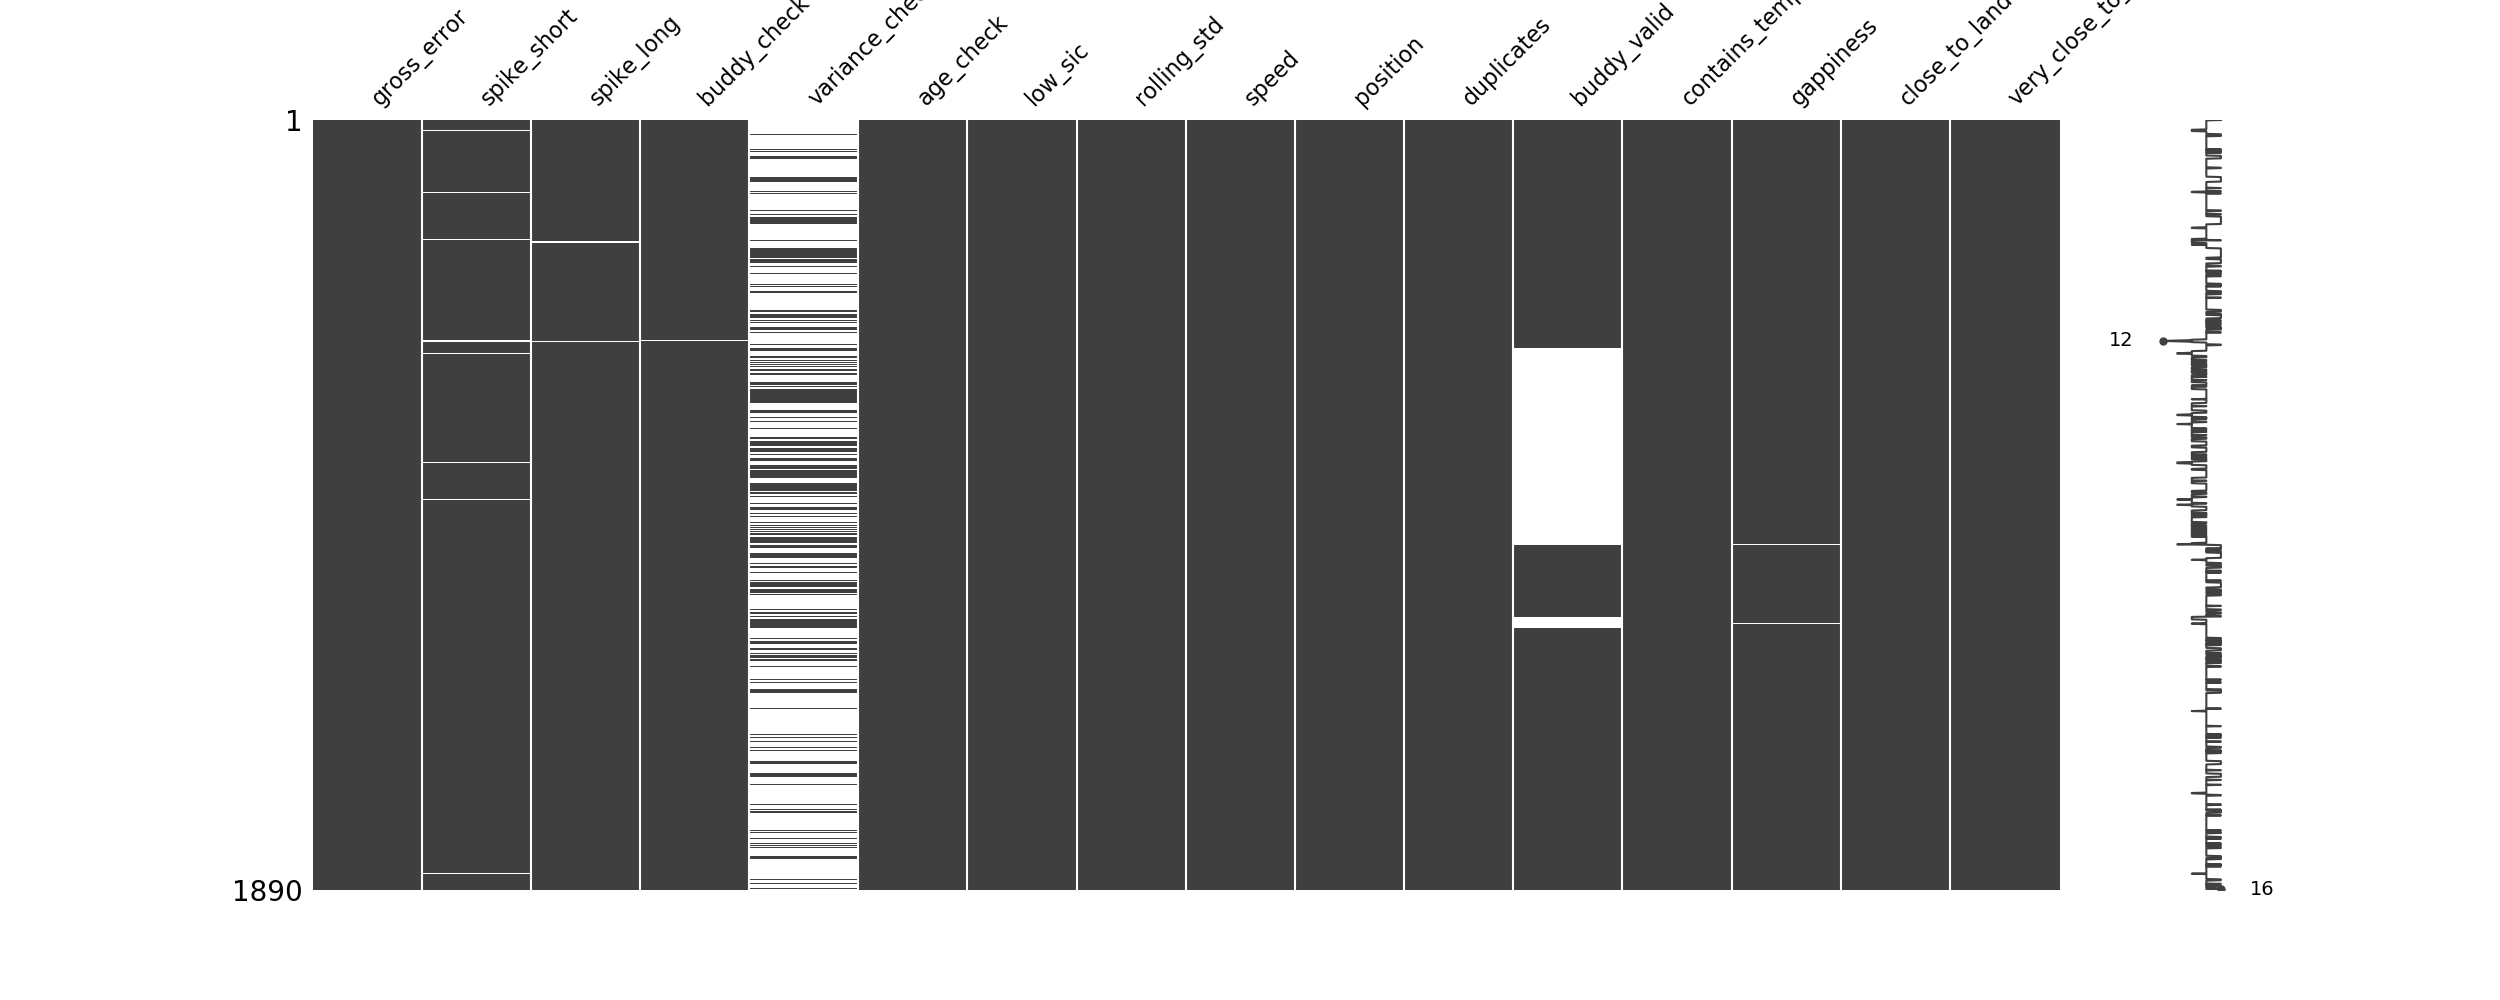 gross_error
spike_short
spike_long
buddy_check
age_check
low_sic
rolling_std
speed
position
duplicates
buddy_valid
gappiness
close_to_land
1
12
1890
16